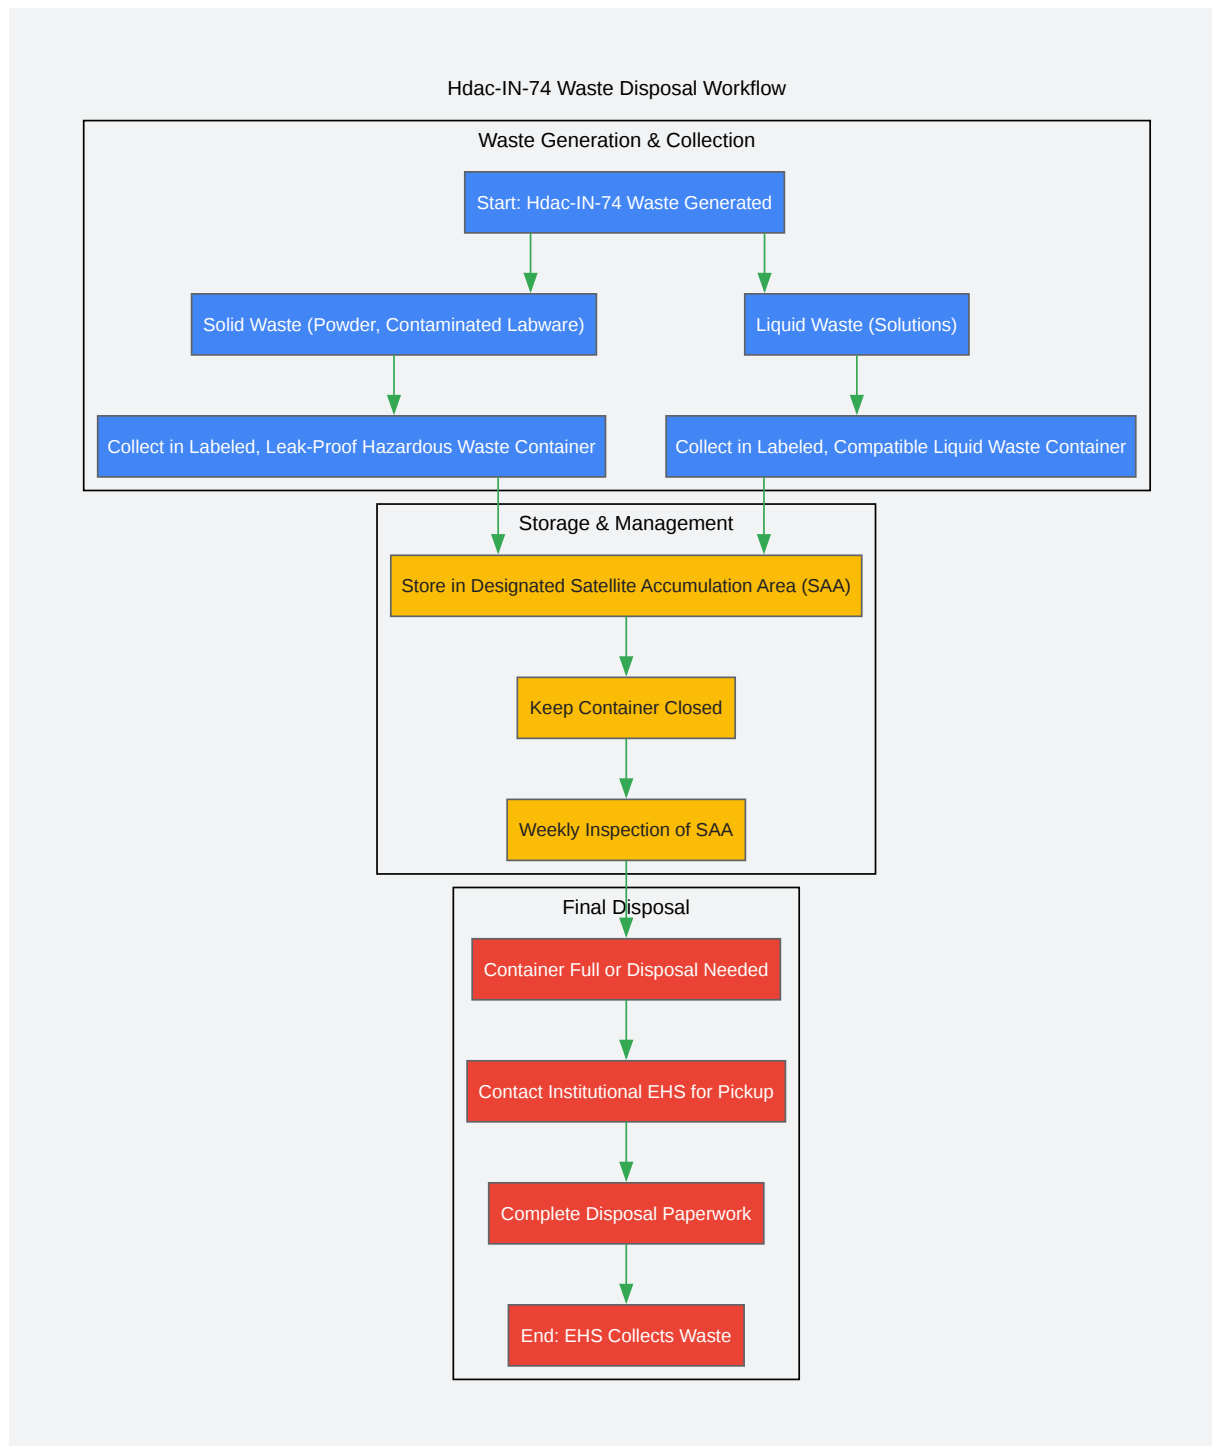 Hdac-IN-74 Waste Disposal Workflow
Waste Generation & Collection
Start: Hdac-IN-74 Waste Generated
Solid Waste (Powder, Contaminated Labware)
Liquid Waste (Solutions)
Collect in Labeled, Leak-Proof Hazardous Waste Container
Collect in Labeled, Compatible Liquid Waste Container
Storage & Management
Store in Designated Satellite Accumulation Area (SAA)
Keep Container Closed
Weekly Inspection of SAA
Final Disposal
Container Full or Disposal Needed
Contact Institutional EHS for Pickup
Complete Disposal Paperwork
End: EHS Collects Waste